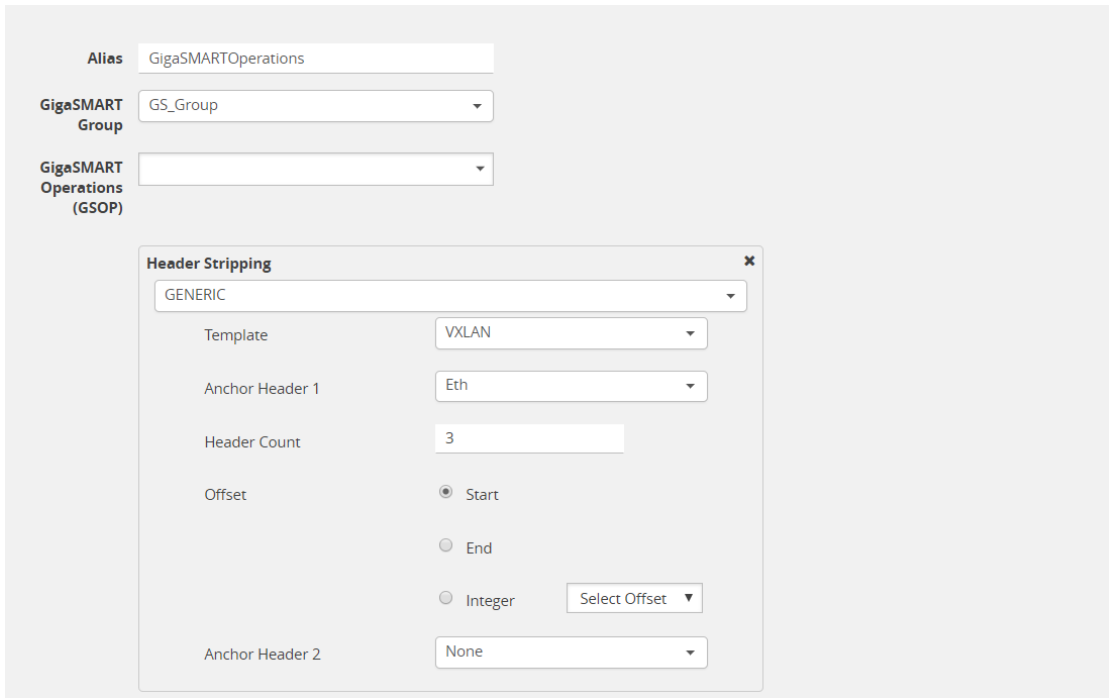 Alias GigaSMARTOperations
GigaSMART Group GS_Group
GigaSMART Operations (GSOP)
Header Stripping ✖
GENERIC
Template VXLAN
Anchor Header 1 Eth
Header Count 3
Offset Start
End
Integer Select Offset
Anchor Header 2 None